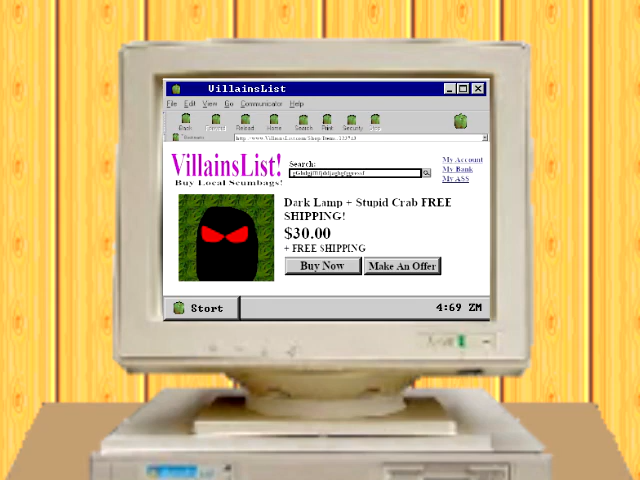 VillainsList
File Edit View Go Communicator Help
Back Forward Reload Home Search Print Security Stop
VillainsList!
Buy Local Scumbags!
Search:
My Account
My Bank
My ASS
Dark Lamp + Stupid Crab FREE
SHIPPING!
$30.00
+ FREE SHIPPING
Buy Now Make An Offer
Stort
4:69 ZM